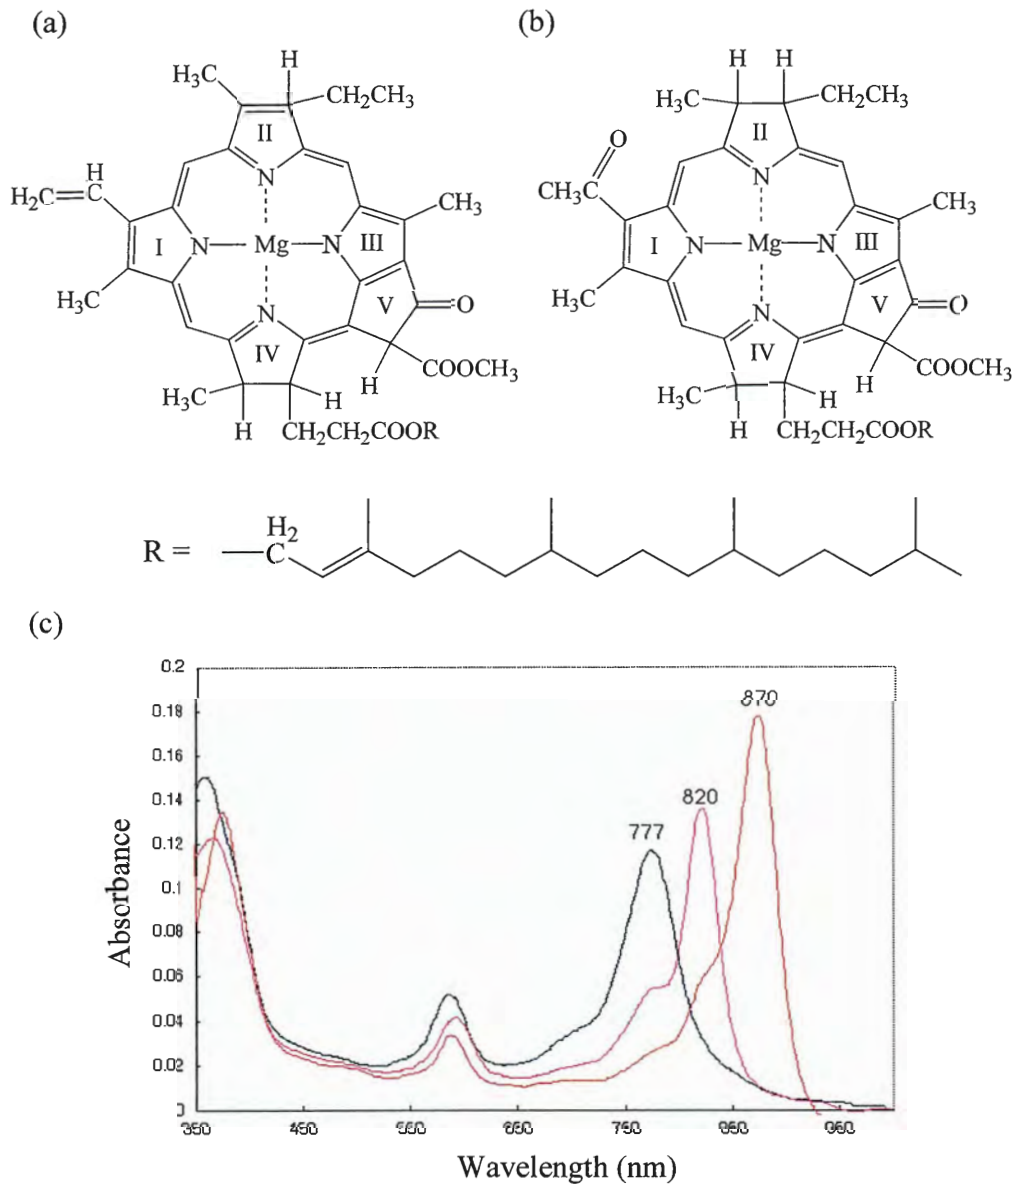 (a)
(b)
H
H3C
CH2CH3
II
N
H
H2C
CH3
I
N
Mg
N
III
H3C
V
O
N
IV
H3C
H
COOCH3
H
H
CH2CH2COOR
H
H
H3C
CH2CH3
II
O
N
CH3C
CH3
I
N
Mg
N
III
H3C
V
O
N
IV
H3C
H
COOCH3
H
H
CH2CH2COOR
R =
H2
C
(c)
0.2
0.18
0.16
0.14
0.12
0.1
0.08
0.06
0.04
0.02
0
777
820
870
350
450
550
650
750
850
950
Absorbance
Wavelength (nm)